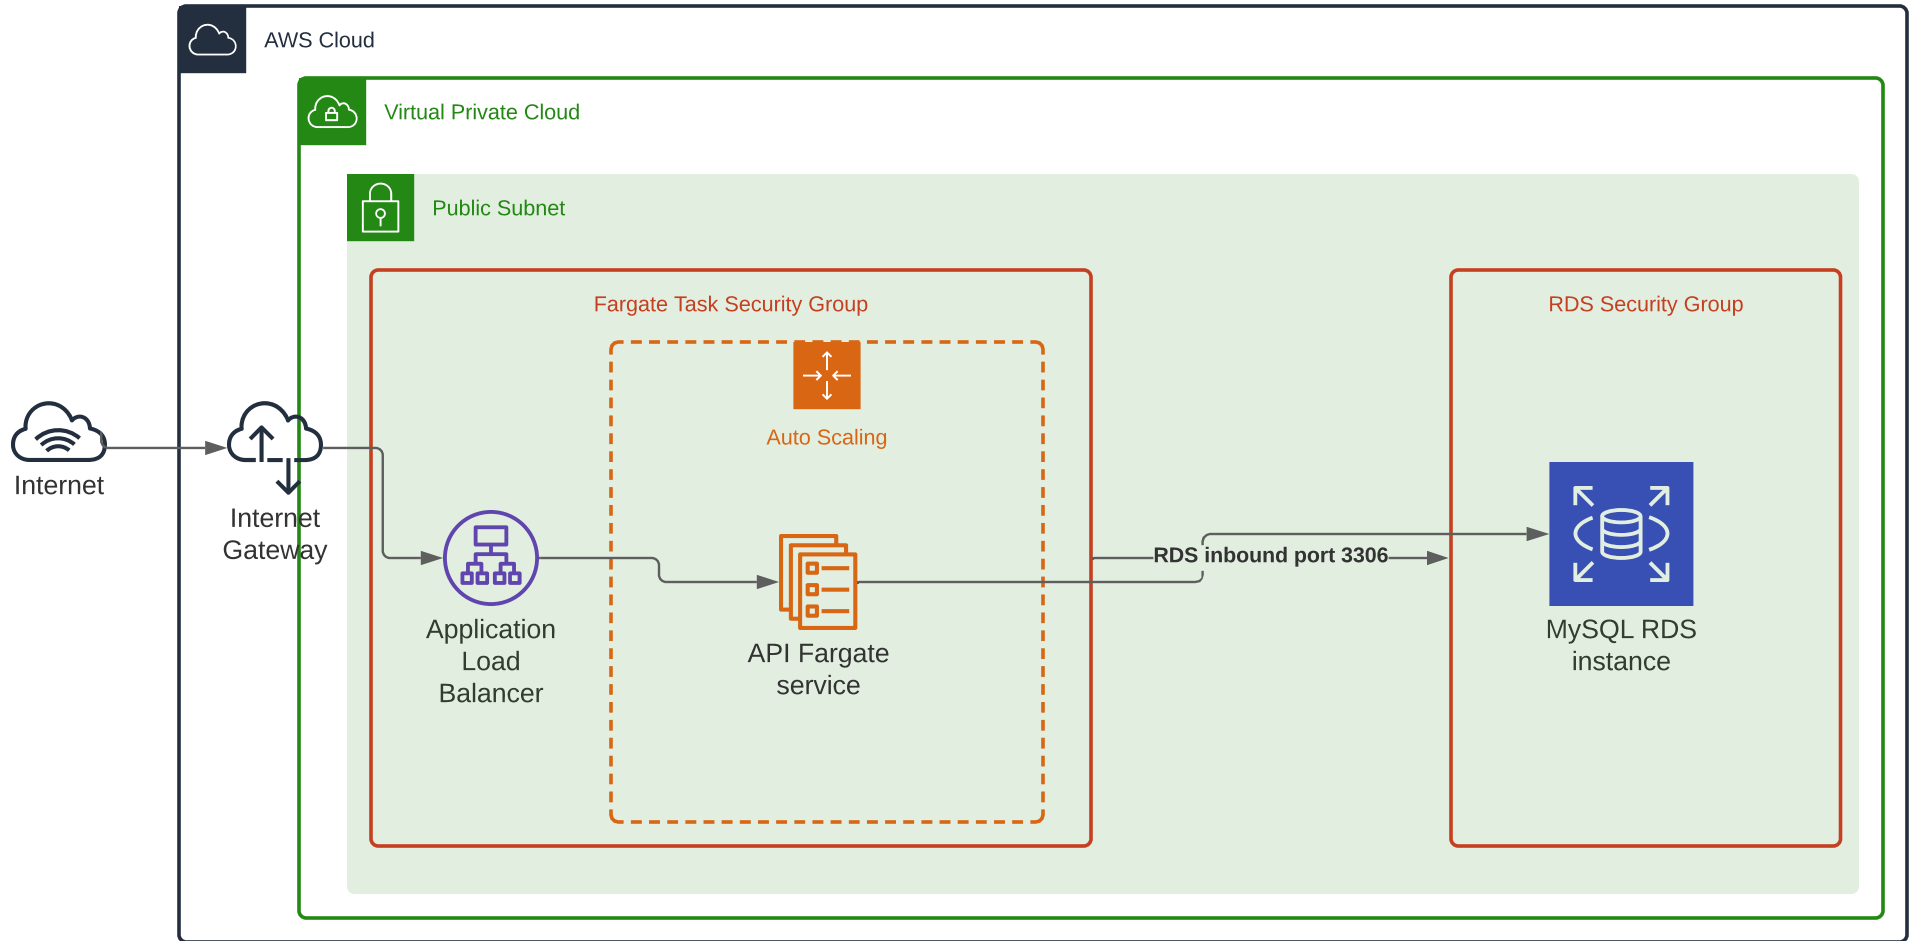 AWS Cloud
Virtual Private Cloud
Public Subnet
Fargate Task Security Group
RDS Security Group
Auto Scaling
Internet
Internet
Gateway
RDS inbound port 3306
Application
Load
Balancer
API Fargate
service
MySQL RDS
instance